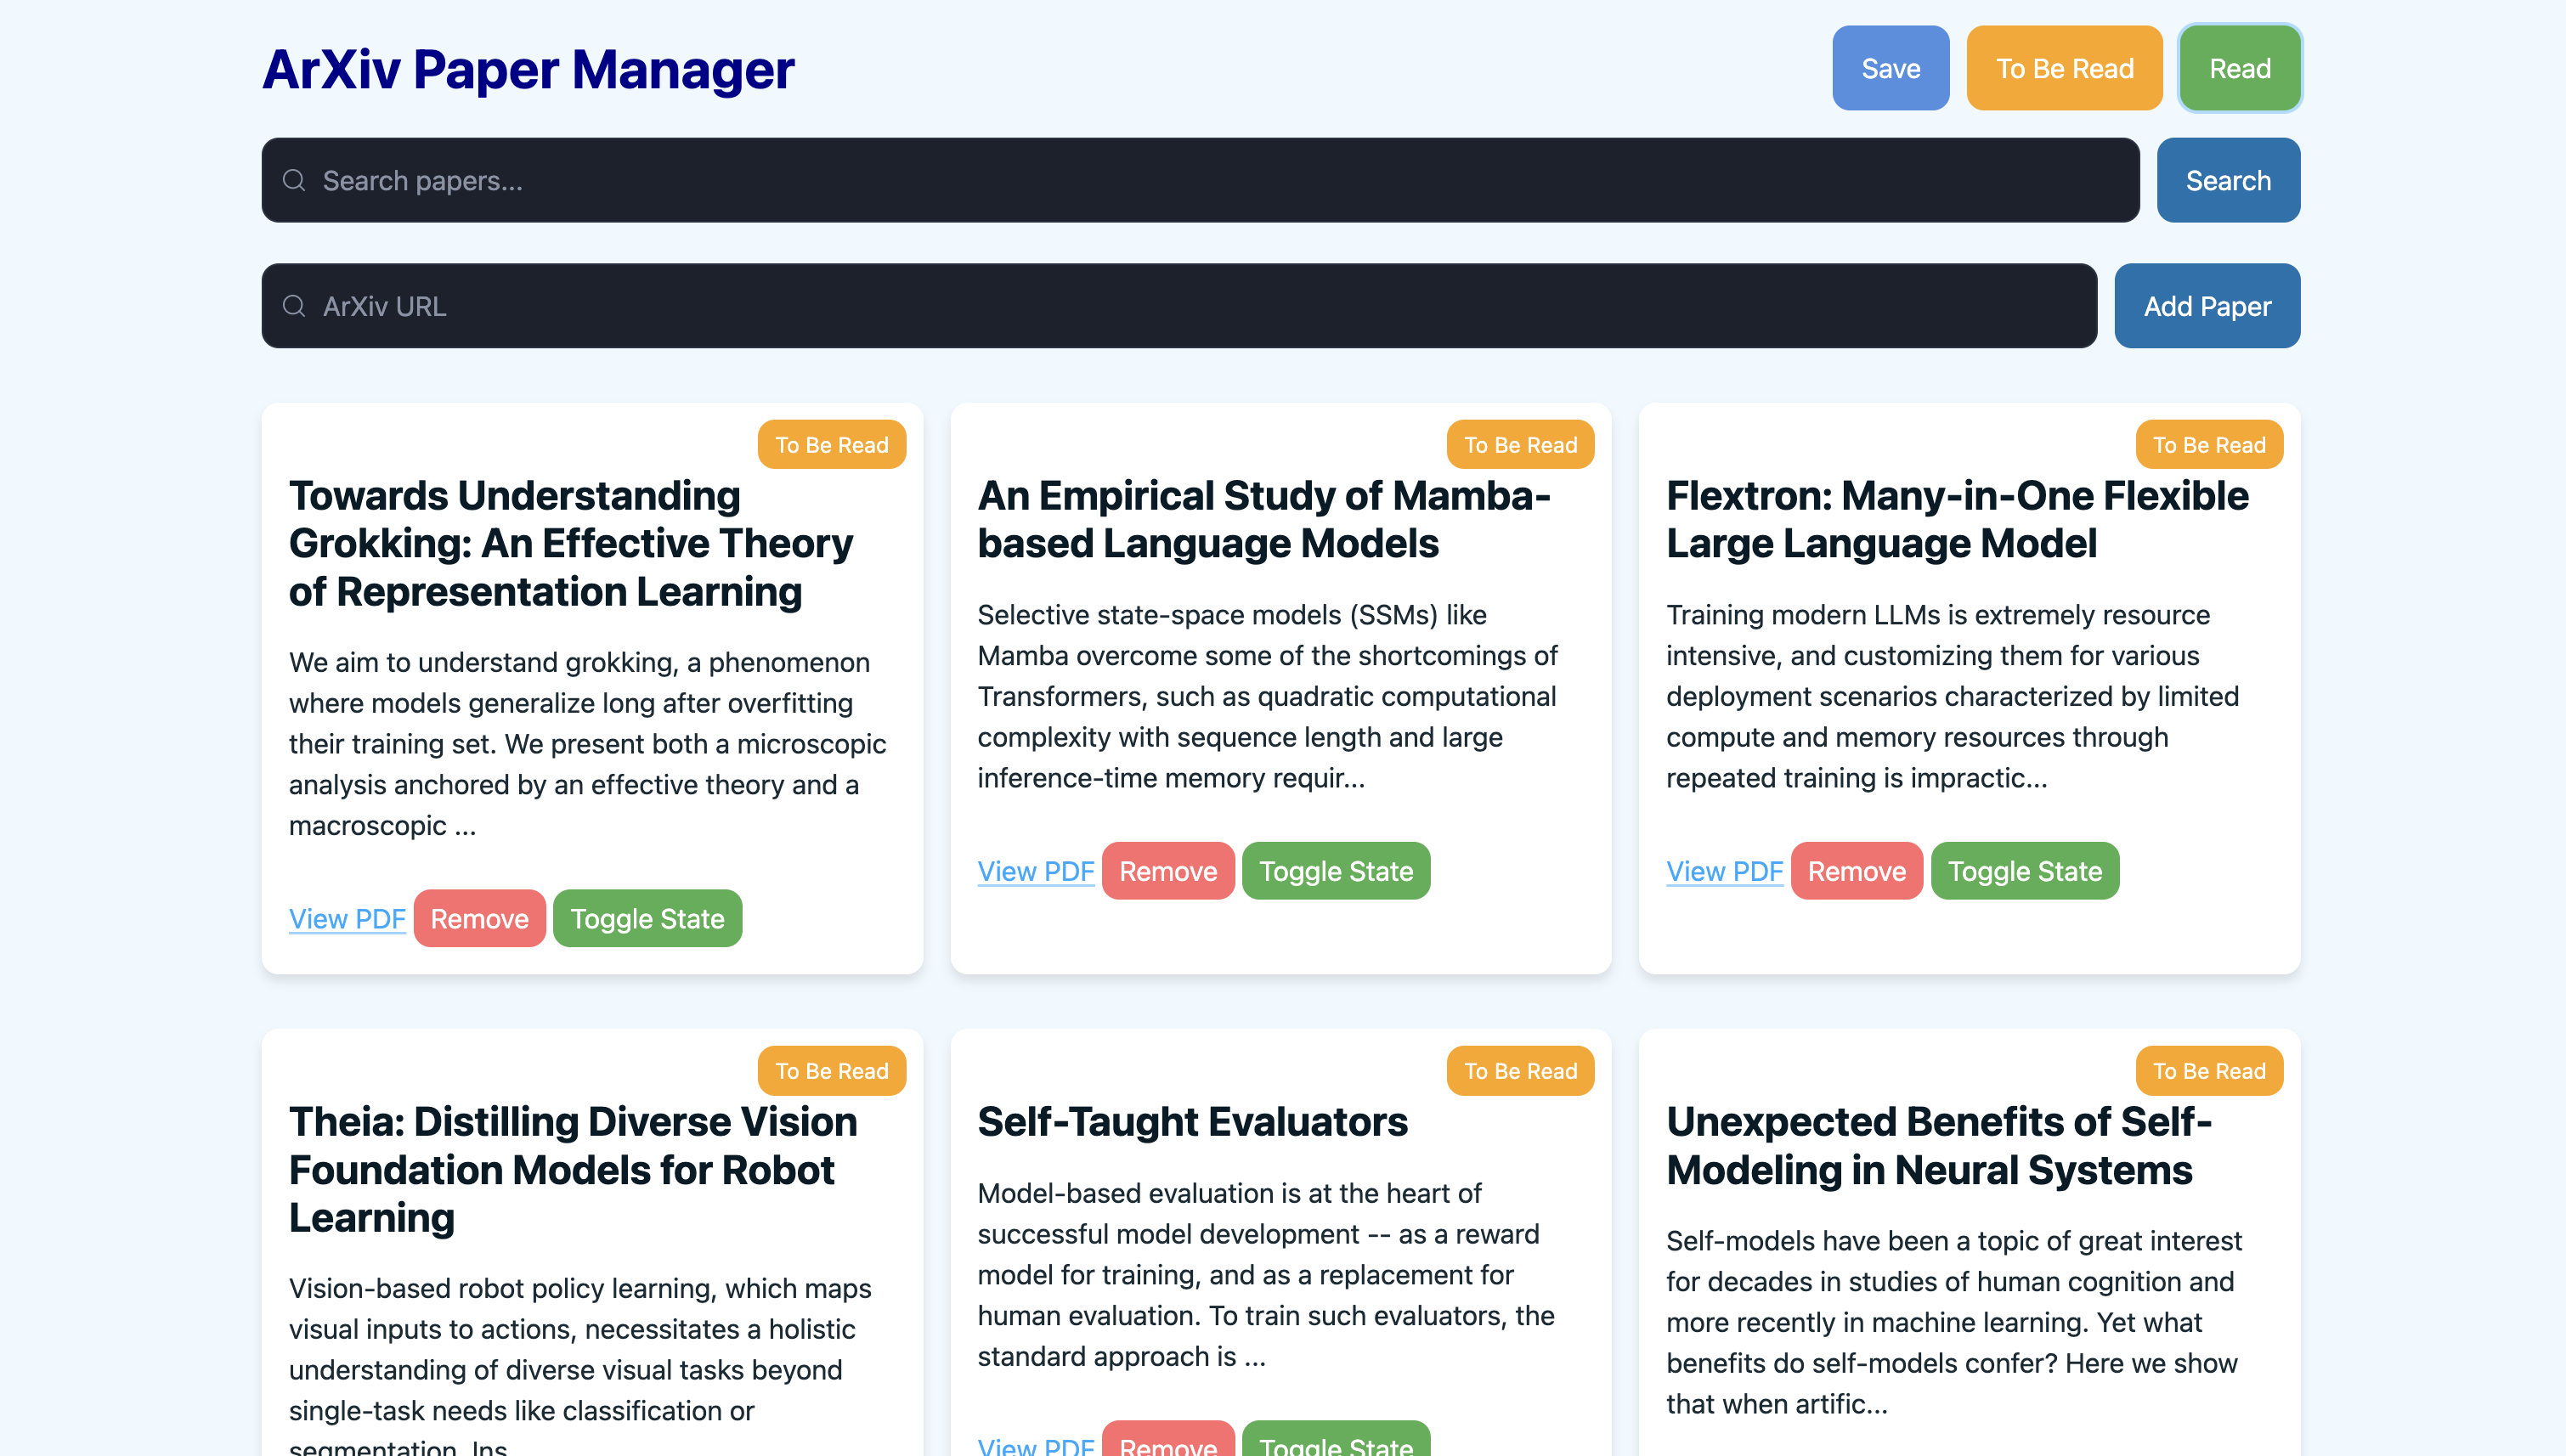 ArXiv Paper Manager
Save
To Be Read
Read
Search papers...
Search
ArXiv URL
Add Paper
To Be Read
Towards Understanding
Grokking: An Effective Theory
of Representation Learning
We aim to understand grokking, a phenomenon
where models generalize long after overfitting
their training set. We present both a microscopic
analysis anchored by an effective theory and a
macroscopic ...
View PDF Remove Toggle State
To Be Read
An Empirical Study of Mamba-
based Language Models
Selective state-space models (SSMs) like
Mamba overcome some of the shortcomings of
Transformers, such as quadratic computational
complexity with sequence length and large
inference-time memory requir...
View PDF Remove Toggle State
To Be Read
Flextron: Many-in-One Flexible
Large Language Model
Training modern LLMs is extremely resource
intensive, and customizing them for various
deployment scenarios characterized by limited
compute and memory resources through
repeated training is impractic...
View PDF Remove Toggle State
To Be Read
Theia: Distilling Diverse Vision
Foundation Models for Robot
Learning
Vision-based robot policy learning, which maps
visual inputs to actions, necessitates a holistic
understanding of diverse visual tasks beyond
single-task needs like classification or
segmentation. Ins...
To Be Read
Self-Taught Evaluators
Model-based evaluation is at the heart of
successful model development -- as a reward
model for training, and as a replacement for
human evaluation. To train such evaluators, the
standard approach is ...
View PDF Remove Toggle State
To Be Read
Unexpected Benefits of Self-
Modeling in Neural Systems
Self-models have been a topic of great interest
for decades in studies of human cognition and
more recently in machine learning. Yet what
benefits do self-models confer? Here we show
that when artific...